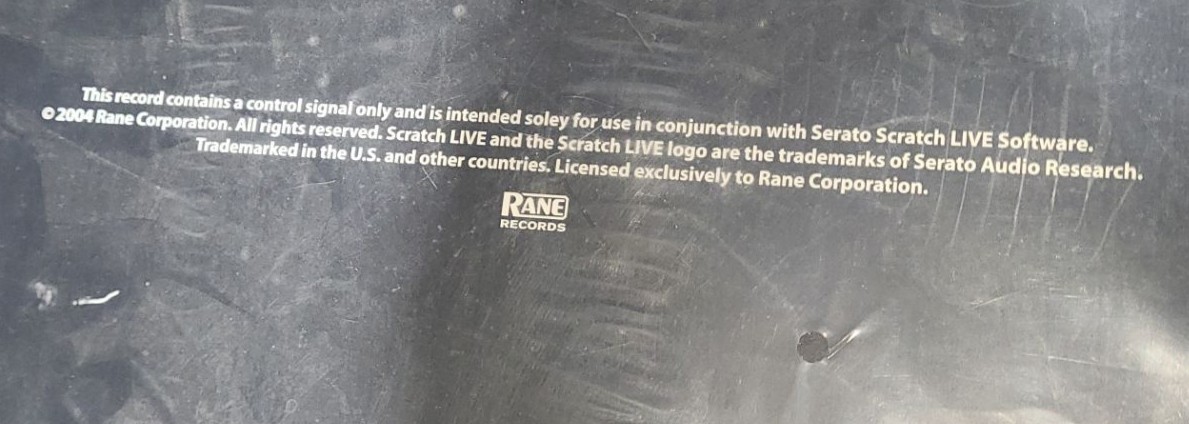 This record contains a control signal only and is intended soley for use in conjunction with Serato Scratch LIVE Software.
©2004 Rane Corporation. All rights reserved. Scratch LIVE and the Scratch LIVE logo are the trademarks of Serato Audio Research.
Trademarked in the U.S. and other countries. Licensed exclusively to Rane Corporation.
RANE
RECORDS